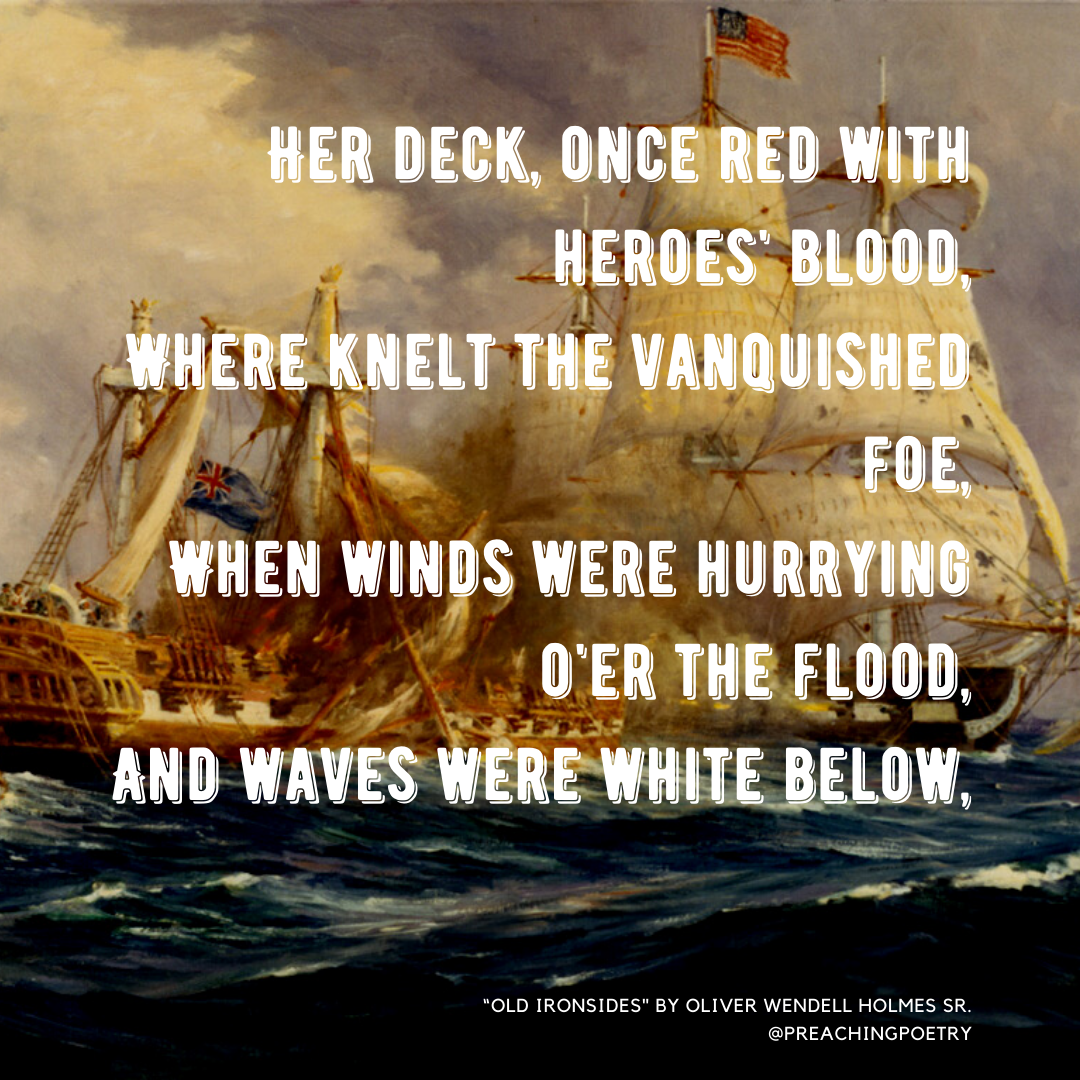 Her deck, once red with
heroes' blood,
Where knelt the vanquished
foe,
When winds were hurrying
o'er the flood,
And waves were white below,
“OLD IRONSIDES" BY OLIVER WENDELL HOLMES SR.
@PREACHINGPOETRY